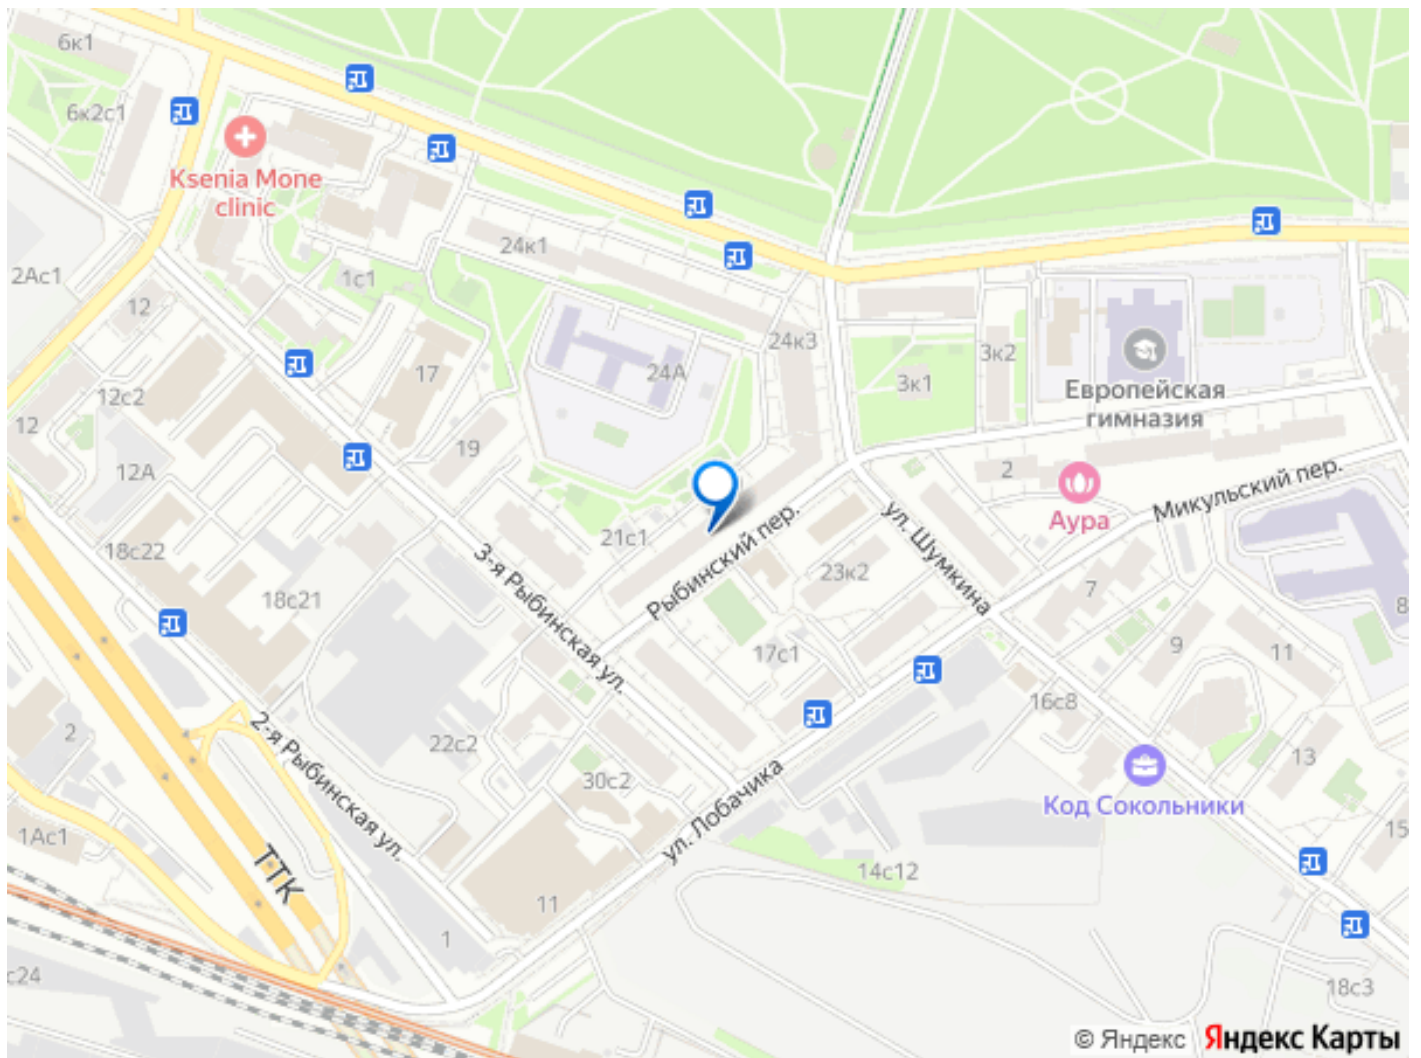 6к1
6к2с1
Ksenia Mone
clinic
2Ас1
1с1
24к1
12
24к3
3к2
17
24А
3к1
Европейская
гимназия
12с2
12
19
12А
2
Аура
Микульский пер.
21с1
Рыбинский пер.
ул. Шумкина
18с22
3-я Рыбинская ул.
23к2
18с21
7
8
17с1
9
11
16с8
2
2-я Рыбинская ул.
22с2
13
30с2
ул. Лобачика
Код Сокольники
1Ас1
15
ТТК
14с12
11
1
с24
18с3
© Яндекс Яндекс Карты